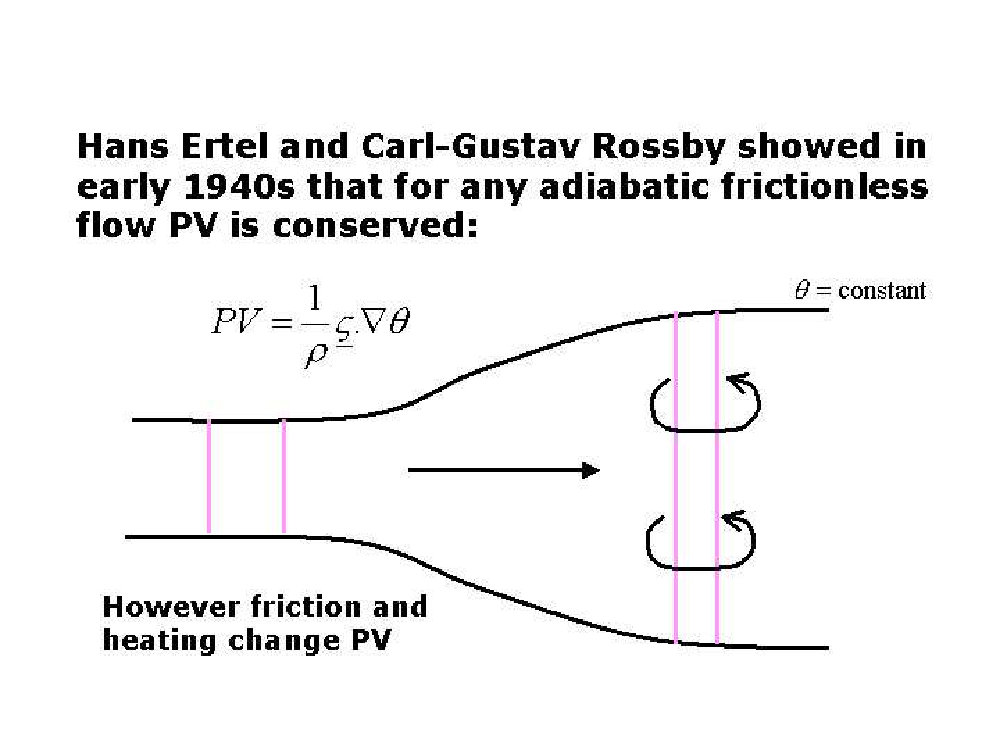 Hans Ertel and Carl-Gustav Rossby showed in
early 1940s that for any adiabatic frictionless
flow PV is conserved:
θ = constant
PV = 1/ρ ς.∇θ
However friction and
heating change PV